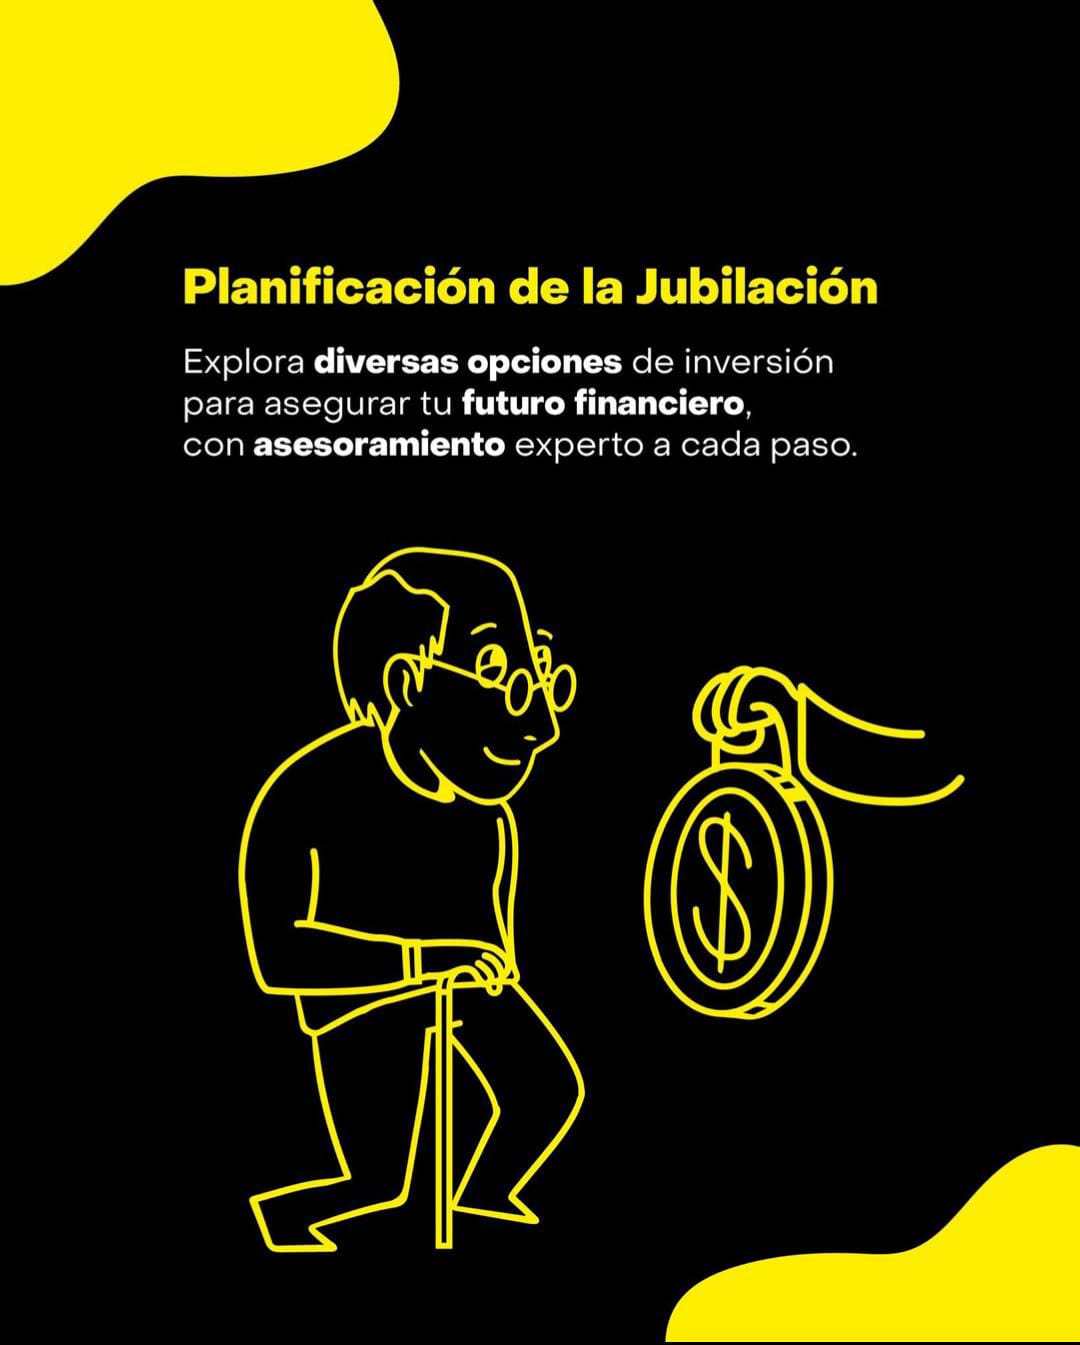 Planificación de la Jubilación
Explora diversas opciones de inversión
para asegurar tu futuro financiero,
con asesoramiento experto a cada paso.
$